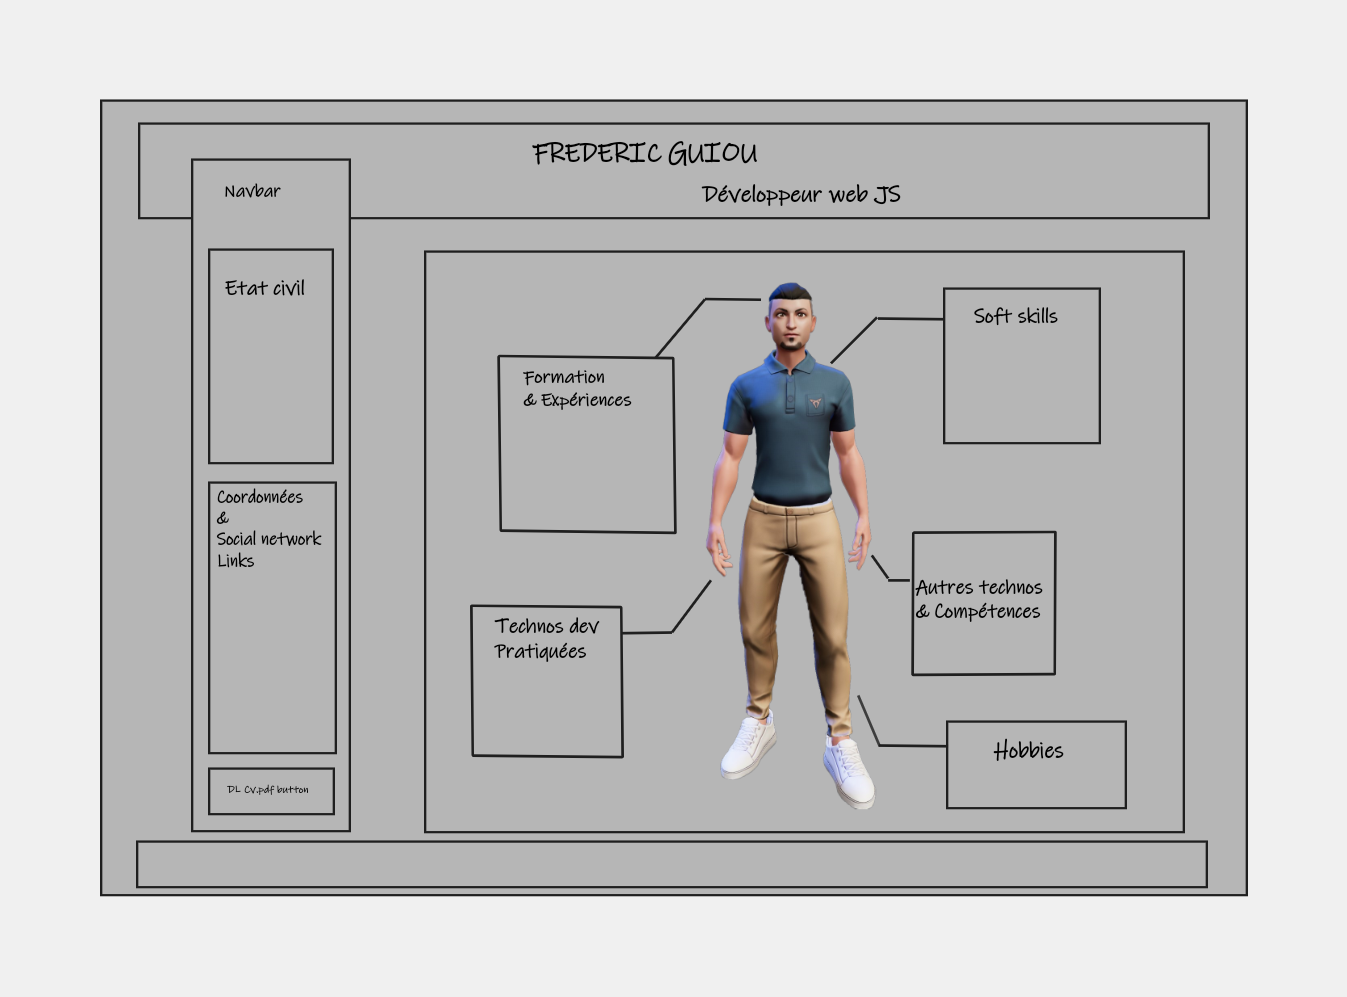 FREDERIC GUIOU
Développeur web JS
Navbar
Etat civil
Coordonnées
&
Social network
Links
DL Cv.pdf button
Formation
& Expériences
Soft skills
Technos dev
Pratiquées
Autres technos
& Compétences
Hobbies